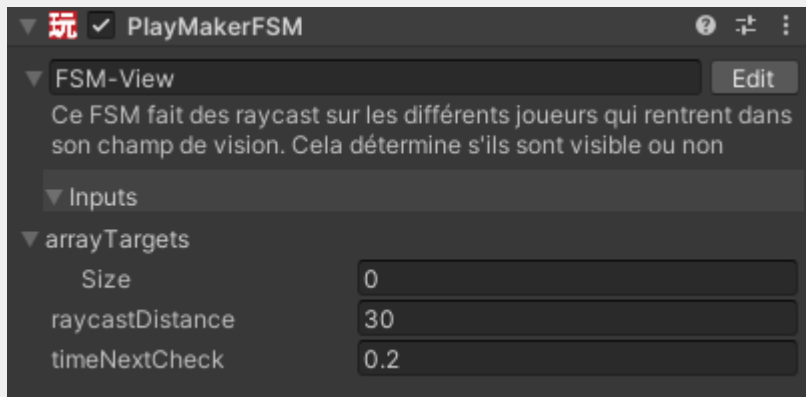 玩 PlayMakerFSM
FSM-View Edit
Ce FSM fait des raycast sur les différents joueurs qui rentrent dans
son champ de vision. Cela détermine s'ils sont visible ou non
Inputs
arrayTargets
Size 0
raycastDistance 30
timeNextCheck 0.2